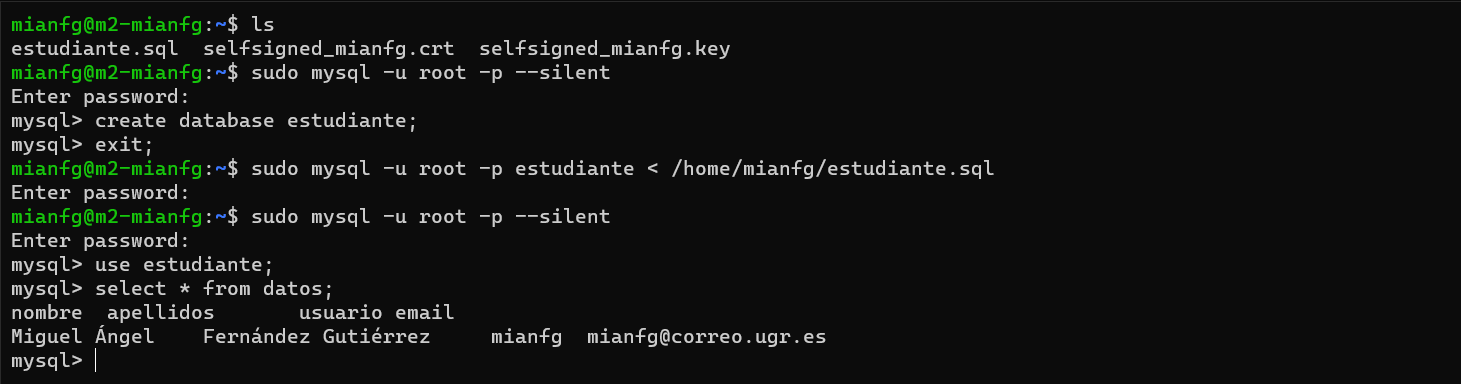 mianfg@m2-mianfg:~$ ls
estudiante.sql  selfsigned_mianfg.crt  selfsigned_mianfg.key
mianfg@m2-mianfg:~$ sudo mysql -u root -p --silent
Enter password:
mysql> create database estudiante;
mysql> exit;
mianfg@m2-mianfg:~$ sudo mysql -u root -p estudiante < /home/mianfg/estudiante.sql
Enter password:
mianfg@m2-mianfg:~$ sudo mysql -u root -p --silent
Enter password:
mysql> use estudiante;
mysql> select * from datos;
nombre  apellidos       usuario email
Miguel Ángel    Fernández Gutiérrez     mianfg  mianfg@correo.ugr.es
mysql>